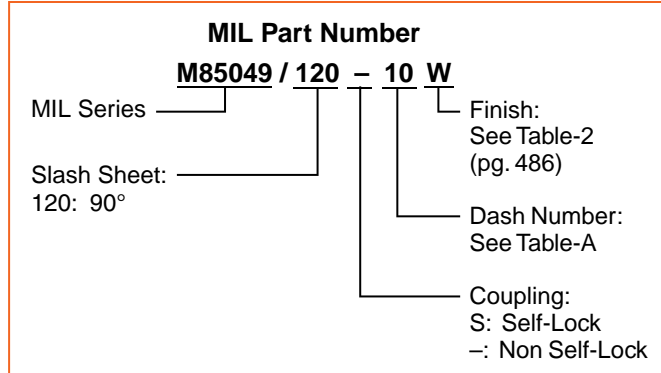 MIL Part Number
M85049 / 120 – 10 W
MIL Series
Slash Sheet:
120: 90°
Finish:
See Table-2
(pg. 486)
Dash Number:
See Table-A
Coupling:
S: Self-Lock
–: Non Self-Lock